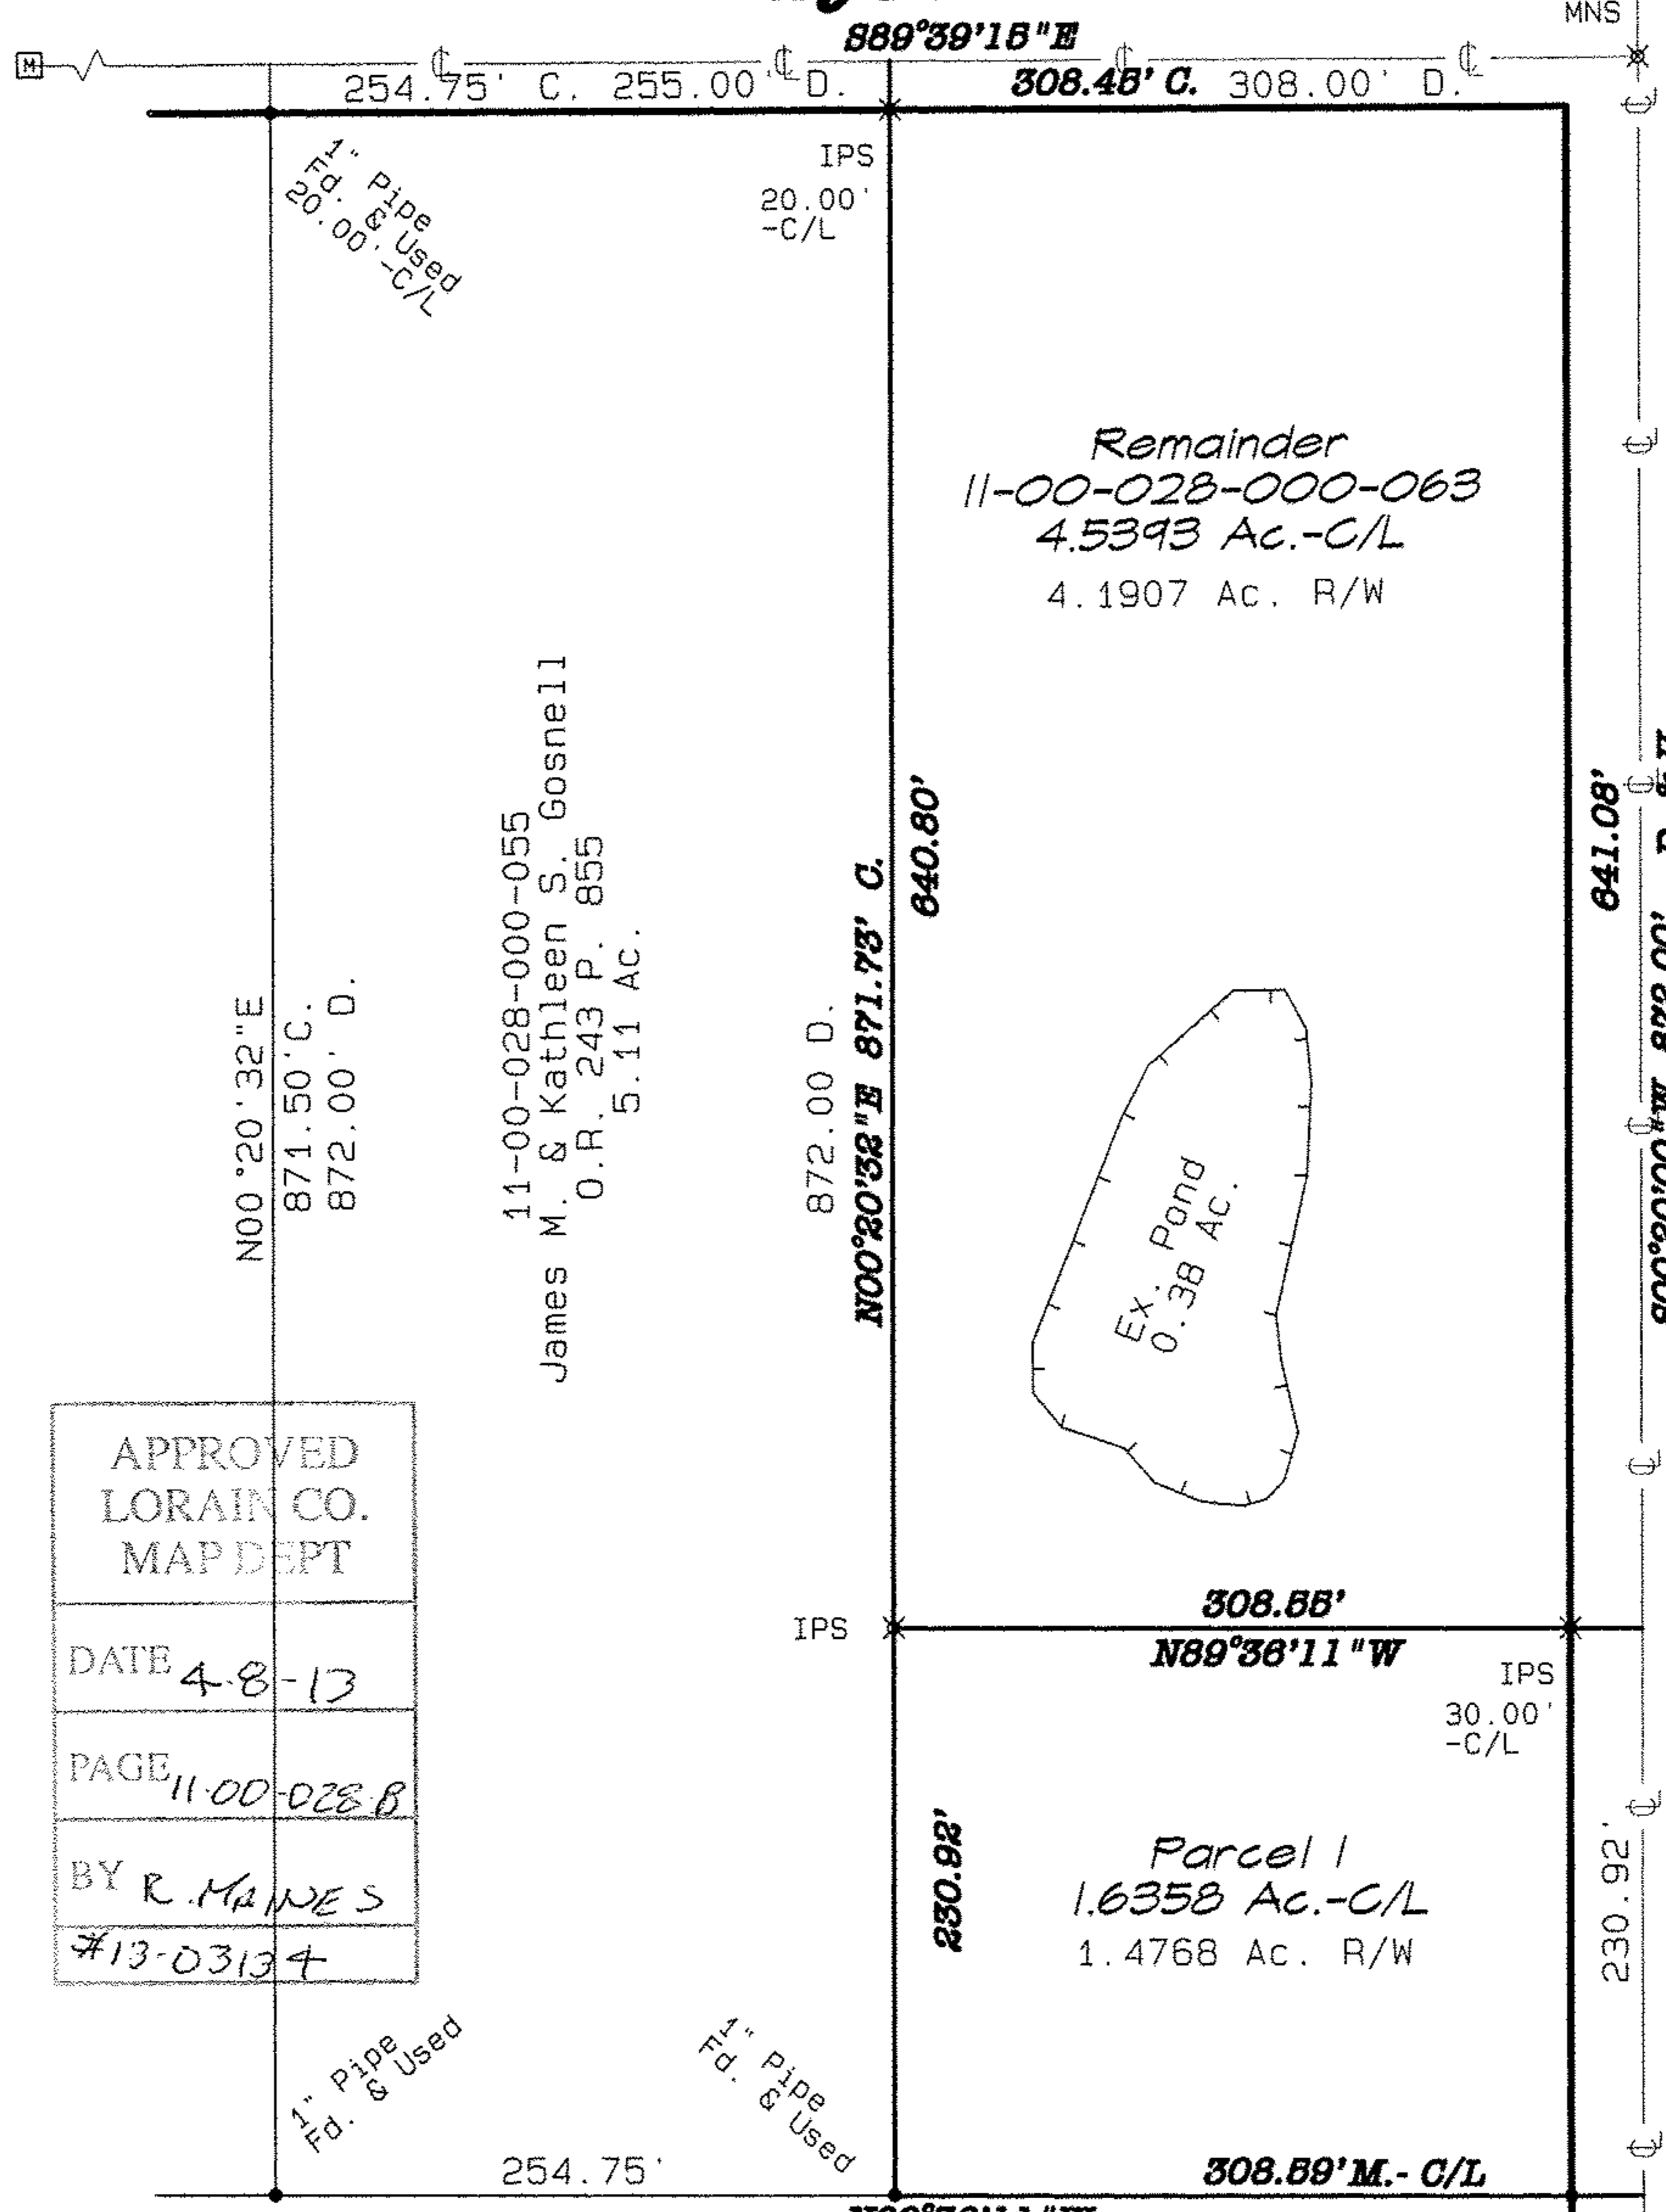 MNS
S89°39'15"E
M
254.75' C. 255.00' D.
308.45' C. 308.00' D.
1" Pipe
Fd. & Used
20.00'-C/L
IPS
20.00'
-C/L
Remainder
11-00-028-000-063
4.5393 Ac.-C/L
4.1907 Ac. R/W
N00°20'32"E
871.50'C.
872.00' D.
11-00-028-000-055
James M. & Kathleen S. Gosnell
O.R. 243 P. 855
5.11 Ac.
872.00 D.
N00°20'32"E 871.73' C.
640.80'
641.08'
Ex. Pond
0.38 Ac.
APPROVED
LORAIN CO.
MAP DEPT
DATE 4-8-13
PAGE 11-00-028-B
BY R. MAINES
#13-03134
IPS
308.55'
N89°36'11"W
IPS
30.00'
-C/L
230.92'
Parcel 1
1.6358 Ac.-C/L
1.4768 Ac. R/W
230.92'
1" Pipe
Fd. & Used
1" Pipe
Fd. & Used
254.75'
308.59' M.- C/L